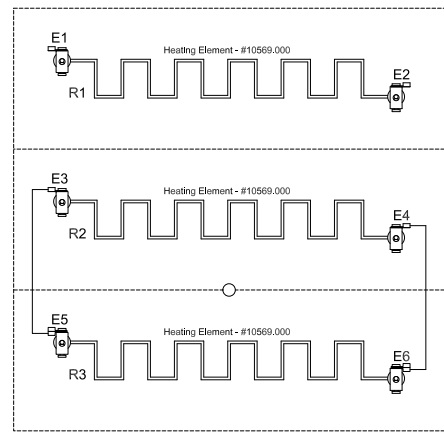 E1
Heating Element - #10569.000
E2
R1
E3
Heating Element - #10569.000
E4
R2
E5
Heating Element - #10569.000
E6
R3